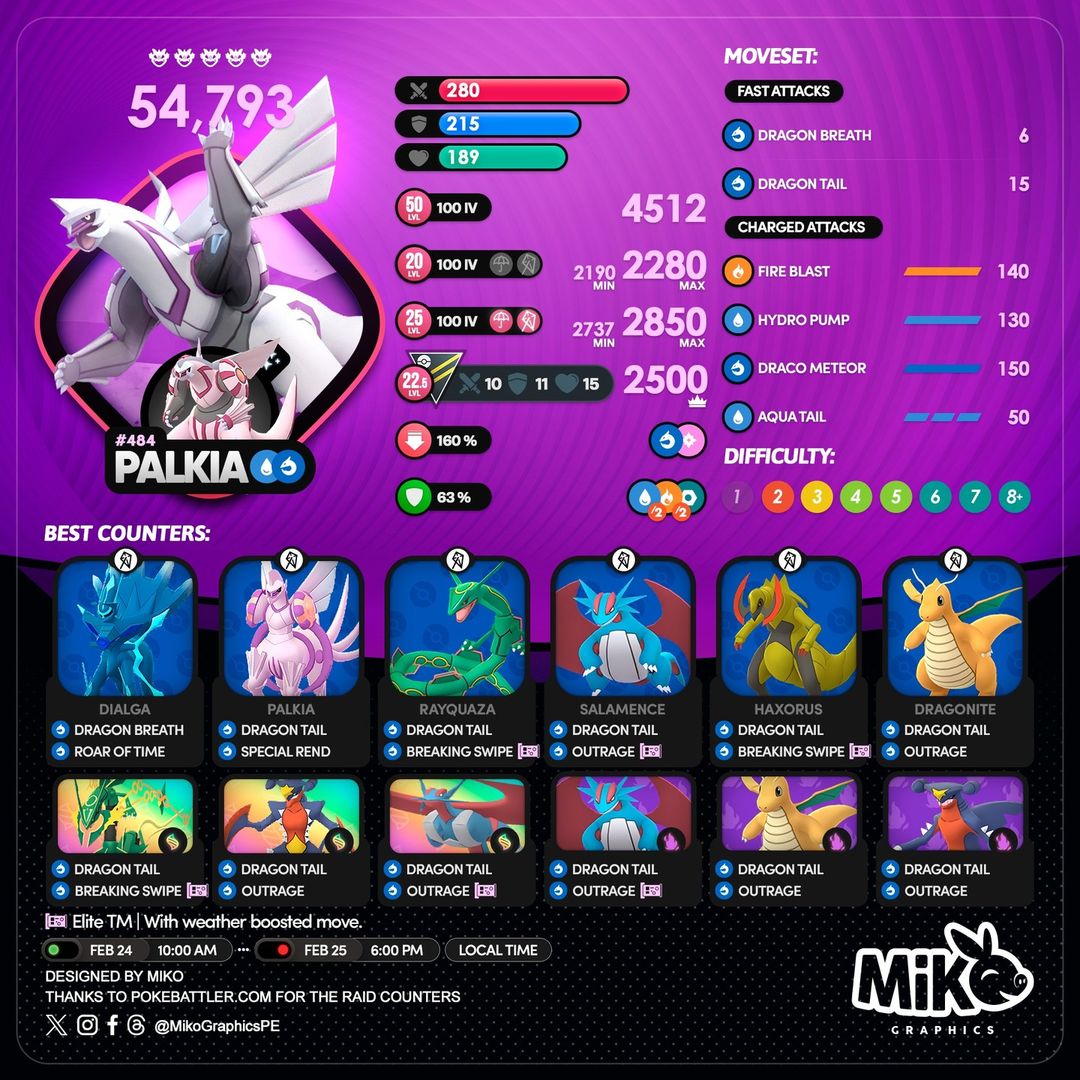 54,793
#484
PALKIA
280
215
189
50 LVL 100 IV 4512
20 LVL 100 IV 2190 MIN 2280 MAX
25 LVL 100 IV 2737 MIN 2850 MAX
22.5 LVL 10 11 15 2500
160 %
63 % /2 /2
MOVESET:
FAST ATTACKS
DRAGON BREATH 6
DRAGON TAIL 15
CHARGED ATTACKS
FIRE BLAST 140
HYDRO PUMP 130
DRACO METEOR 150
AQUA TAIL 50
DIFFICULTY:
1 2 3 4 5 6 7 8+
BEST COUNTERS:
DIALGA
DRAGON BREATH
ROAR OF TIME
PALKIA
DRAGON TAIL
SPECIAL REND
RAYQUAZA
DRAGON TAIL
BREAKING SWIPE
SALAMENCE
DRAGON TAIL
OUTRAGE
HAXORUS
DRAGON TAIL
BREAKING SWIPE
DRAGONITE
DRAGON TAIL
OUTRAGE
DRAGON TAIL
BREAKING SWIPE
DRAGON TAIL
OUTRAGE
DRAGON TAIL
OUTRAGE
DRAGON TAIL
OUTRAGE
DRAGON TAIL
OUTRAGE
DRAGON TAIL
OUTRAGE
Elite TM | With weather boosted move.
FEB 24 10:00 AM ... FEB 25 6:00 PM LOCAL TIME
DESIGNED BY MIKO
THANKS TO POKEBATTLER.COM FOR THE RAID COUNTERS
@MikoGraphicsPE
MiKO
GRAPHICS